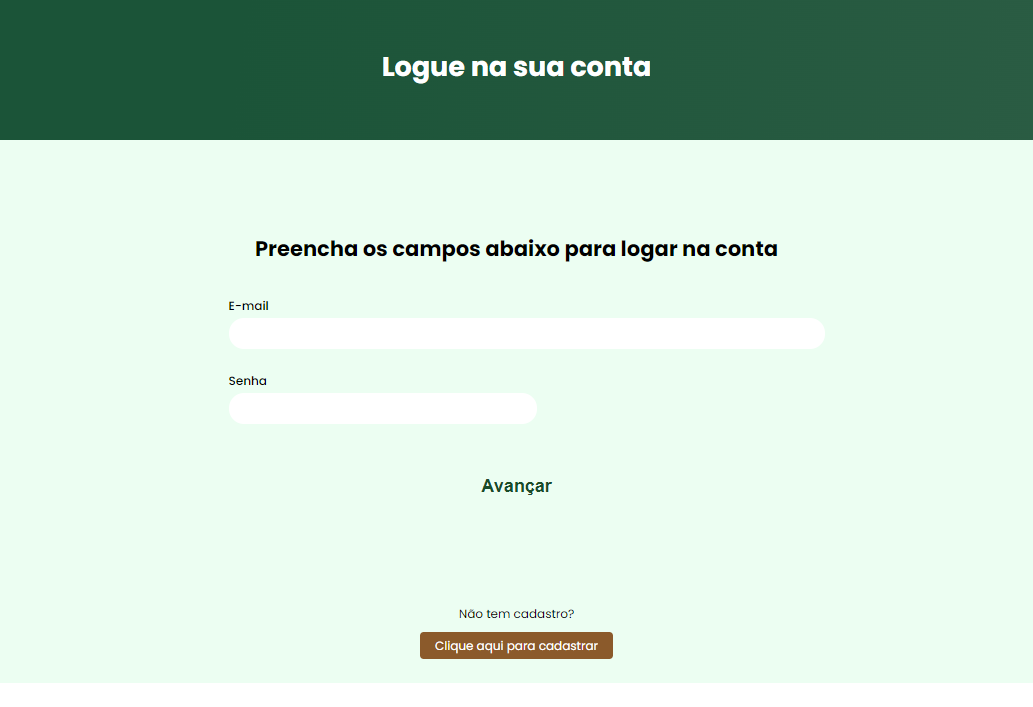 Logue na sua conta
Preencha os campos abaixo para logar na conta
E-mail
Senha
Avançar
Não tem cadastro?
Clique aqui para cadastrar